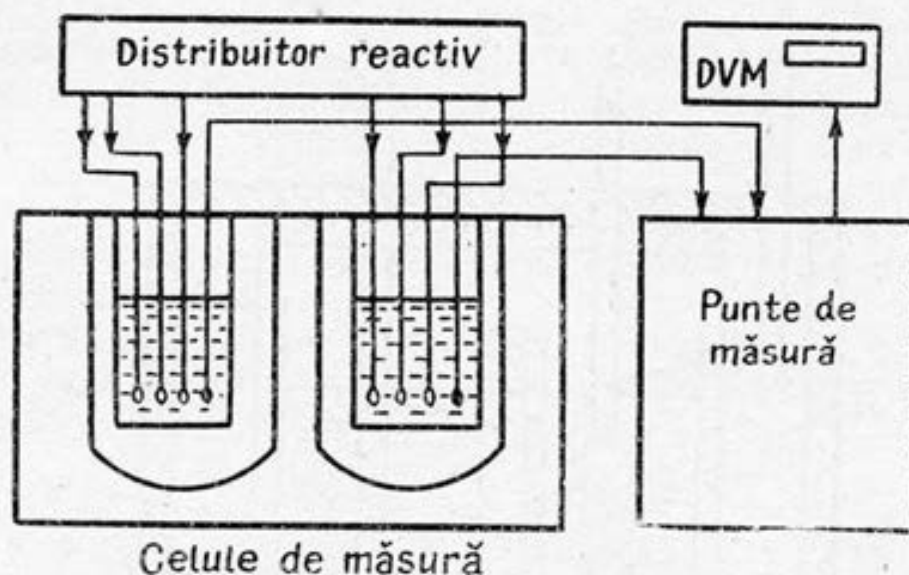 Distribuitor reactiv
DVM
Punte de
măsură
Celule de măsură